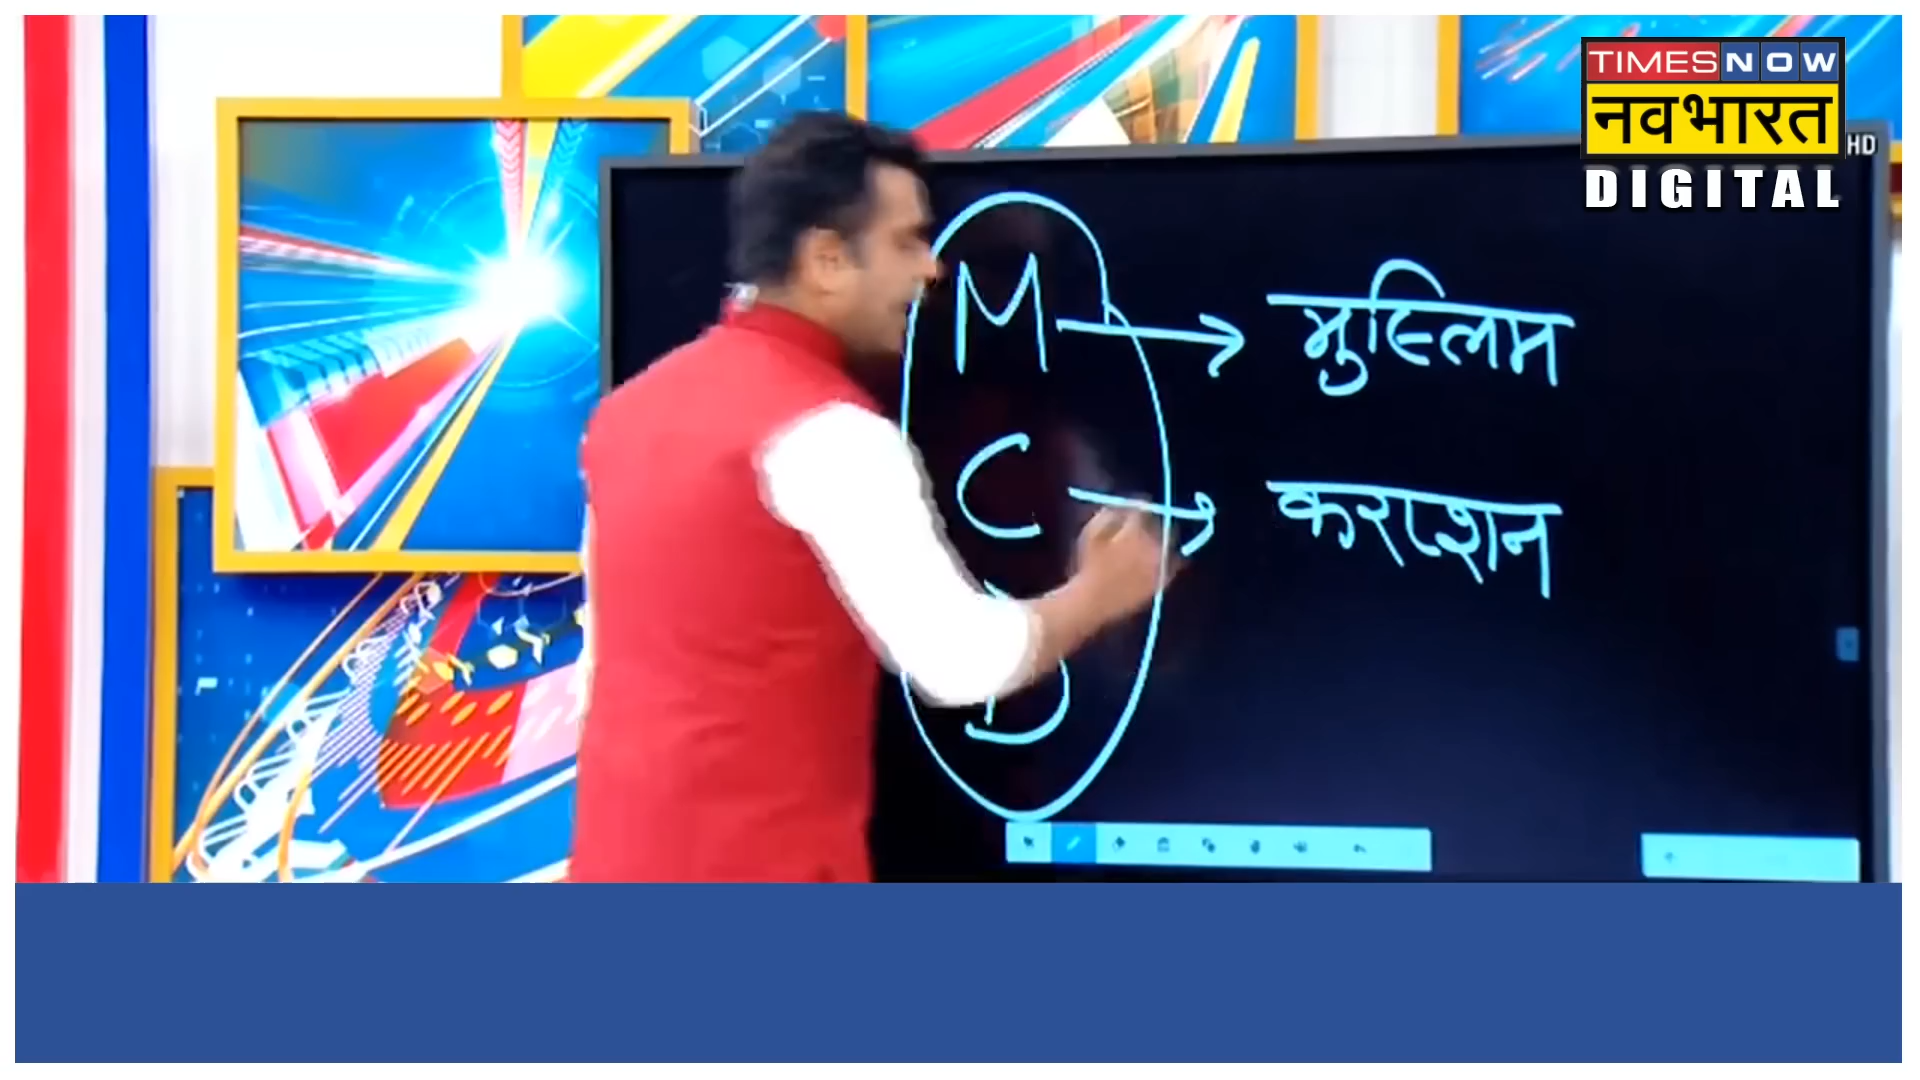 TIMES NOW
नवभारत
DIGITAL
HD
M → मुस्लिम
C → करप्शन
D